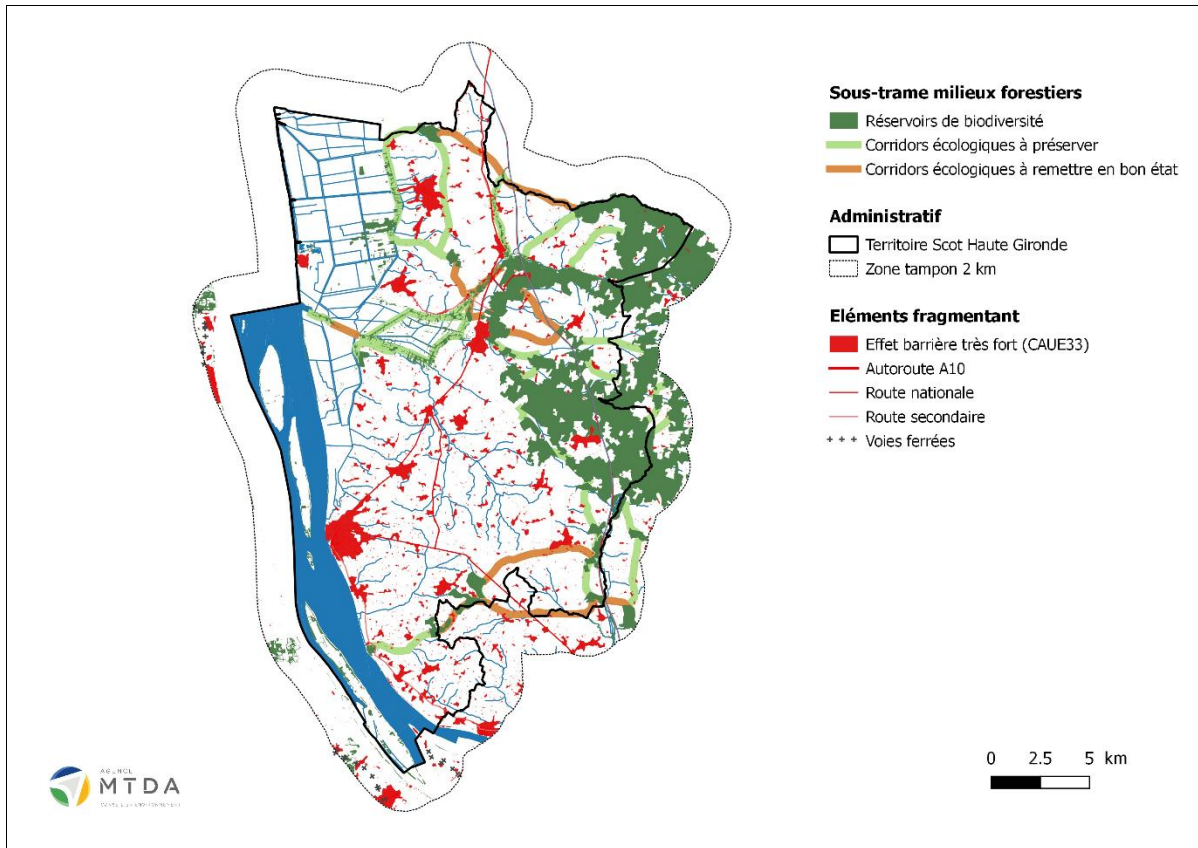 Sous-trame milieux forestiers
Réservoirs de biodiversité
Corridors écologiques à préserver
Corridors écologiques à remettre en bon état
Administratif
Territoire Scot Haute Gironde
Zone tampon 2 km
Eléments fragmentant
Effet barrière très fort (CAUE33)
Autoroute A10
Route nationale
Route secondaire
Voies ferrées
0 2.5 5 km
AGENCE
MTDA